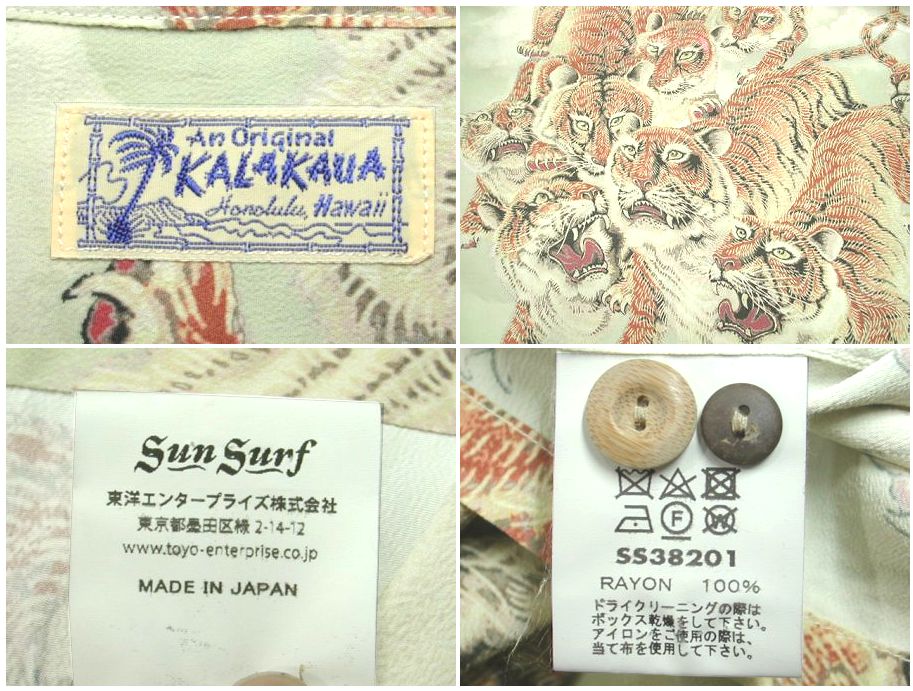 An Original
KALAKAUA
Honolulu, Hawaii
Sun Surf
東洋エンタープライズ株式会社
東京都墨田区緑 2-14-12
www.toyo-enterprise.co.jp
MADE IN JAPAN
F
W
SS38201
RAYON 100%
ドライクリーニングの際は
ボックス乾燥をして下さい。
アイロンをご使用の際は、
当て布を使用して下さい。